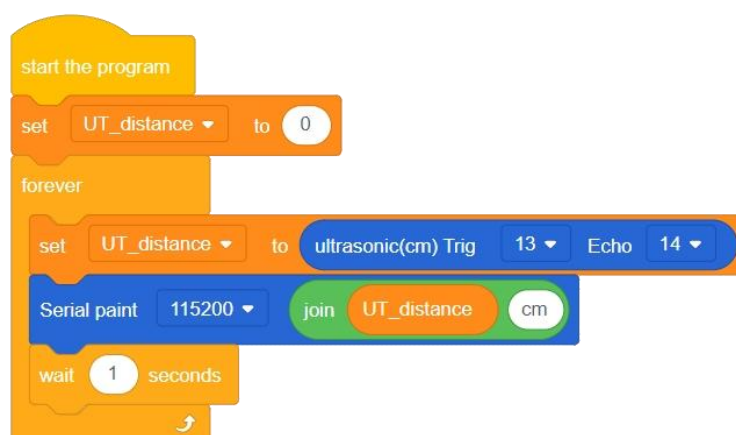 start the program
set UT_distance to 0
forever
set UT_distance to ultrasonic(cm) Trig 13 Echo 14
Serial paint 115200 join UT_distance cm
wait 1 seconds